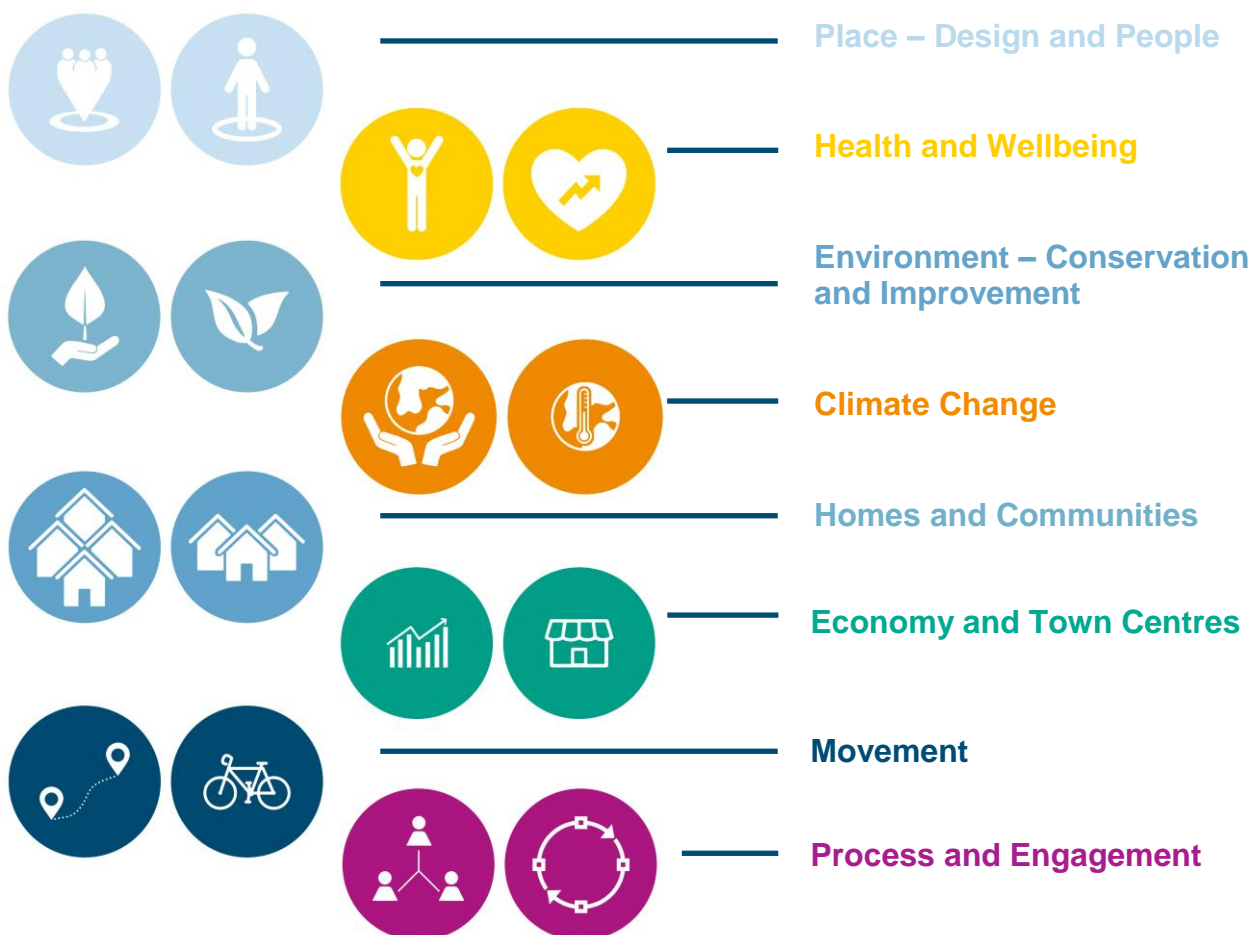 Place – Design and People
Health and Wellbeing
Environment – Conservation
and Improvement
Climate Change
Homes and Communities
Economy and Town Centres
Movement
Process and Engagement